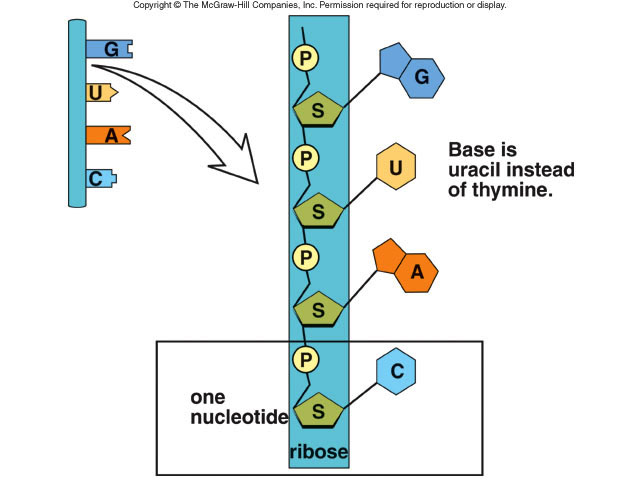 Copyright © The McGraw-Hill Companies, Inc. Permission required for reproduction or display.
G
U
A
C
P
G
S
P
U
S
Base is
uracil instead
of thymine.
P
A
S
P
C
one
nucleotide
S
ribose